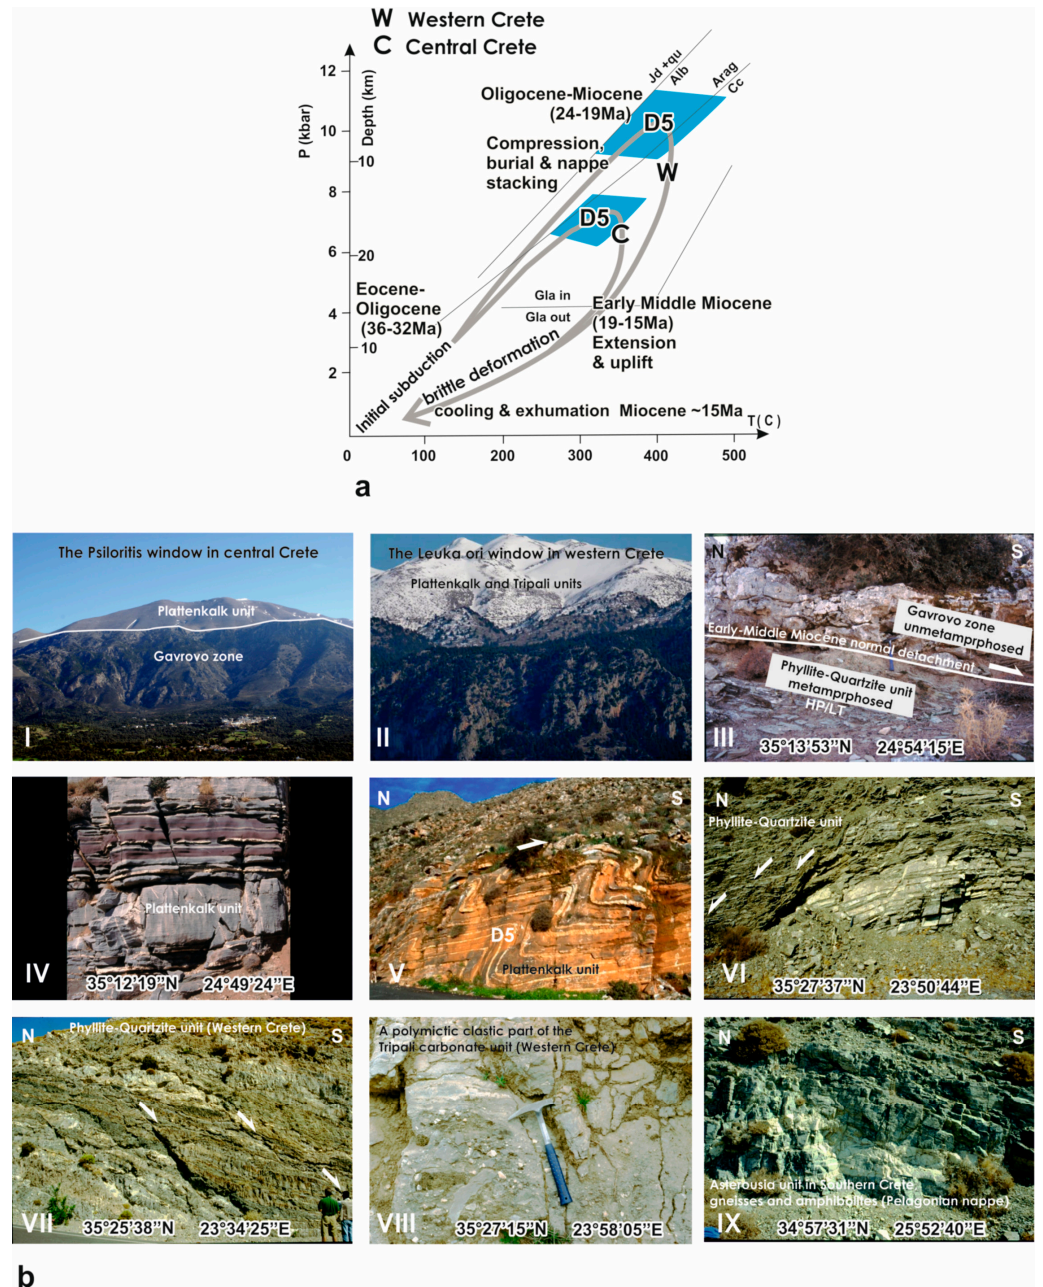 W Western Crete
C Central Crete
P (kbar)
Depth (km)
12
10
8
6
4
2
10
20
10
Jd +qu
Alb
Arag
Cc
Oligocene-Miocene
(24-19Ma)
D5
Compression,
burial & nappe
stacking
W
D5
C
Eocene-
Oligocene
(36-32Ma)
Gla in
Gla out
Early Middle Miocene
(19-15Ma)
Extension
& uplift
Initial subduction
brittle deformation
cooling & exhumation Miocene ~15Ma
T( C )
0 100 200 300 400 500
a
The Psiloritis window in central Crete
Plattenkalk unit
Gavrovo zone
I
The Leuka ori window in western Crete
Plattenkalk and Tripali units
II
N S
Gavrovo zone
unmetamprphosed
Early-Middle Miocene normal detachment
Phyllite-Quartzite unit
metamprphosed
HP/LT
III 35°13’53”N 24°54’15’E
Plattenkalk unit
IV 35°12’19”N 24°49’24”E
N S
D5
Plattenkalk unit
V
N S
Phyllite-Quartzite unit
VI 35°27’37”N 23°50’44”E
N Phyllite-Quartzite unit (Western Crete) S
VII 35°25’38”N 23°34’25”E
A polymictic clastic part of the
Tripali carbonate unit (Western Crete)
VIII 35°27’15”N 23°58’05”E
N S
Asterousia unit in Southern Crete,
gneisses and amphibolites (Pelagonian nappe)
IX 34°57’31”N 25°52’40”E
b